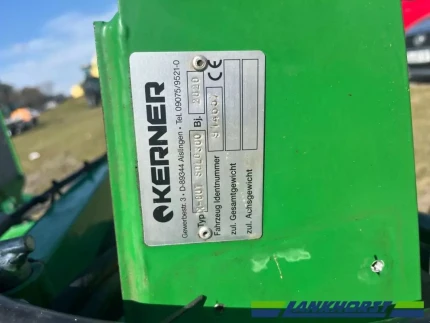 KERNER
Gewerbestr. 3 • D-89344 Aislingen • Tel. 09075/9521-0
Typ Bj. 2020
Fahrzeug Identnummer
zul. Gesamtgewicht
zul. Achsgewicht
CE
LANKHORST